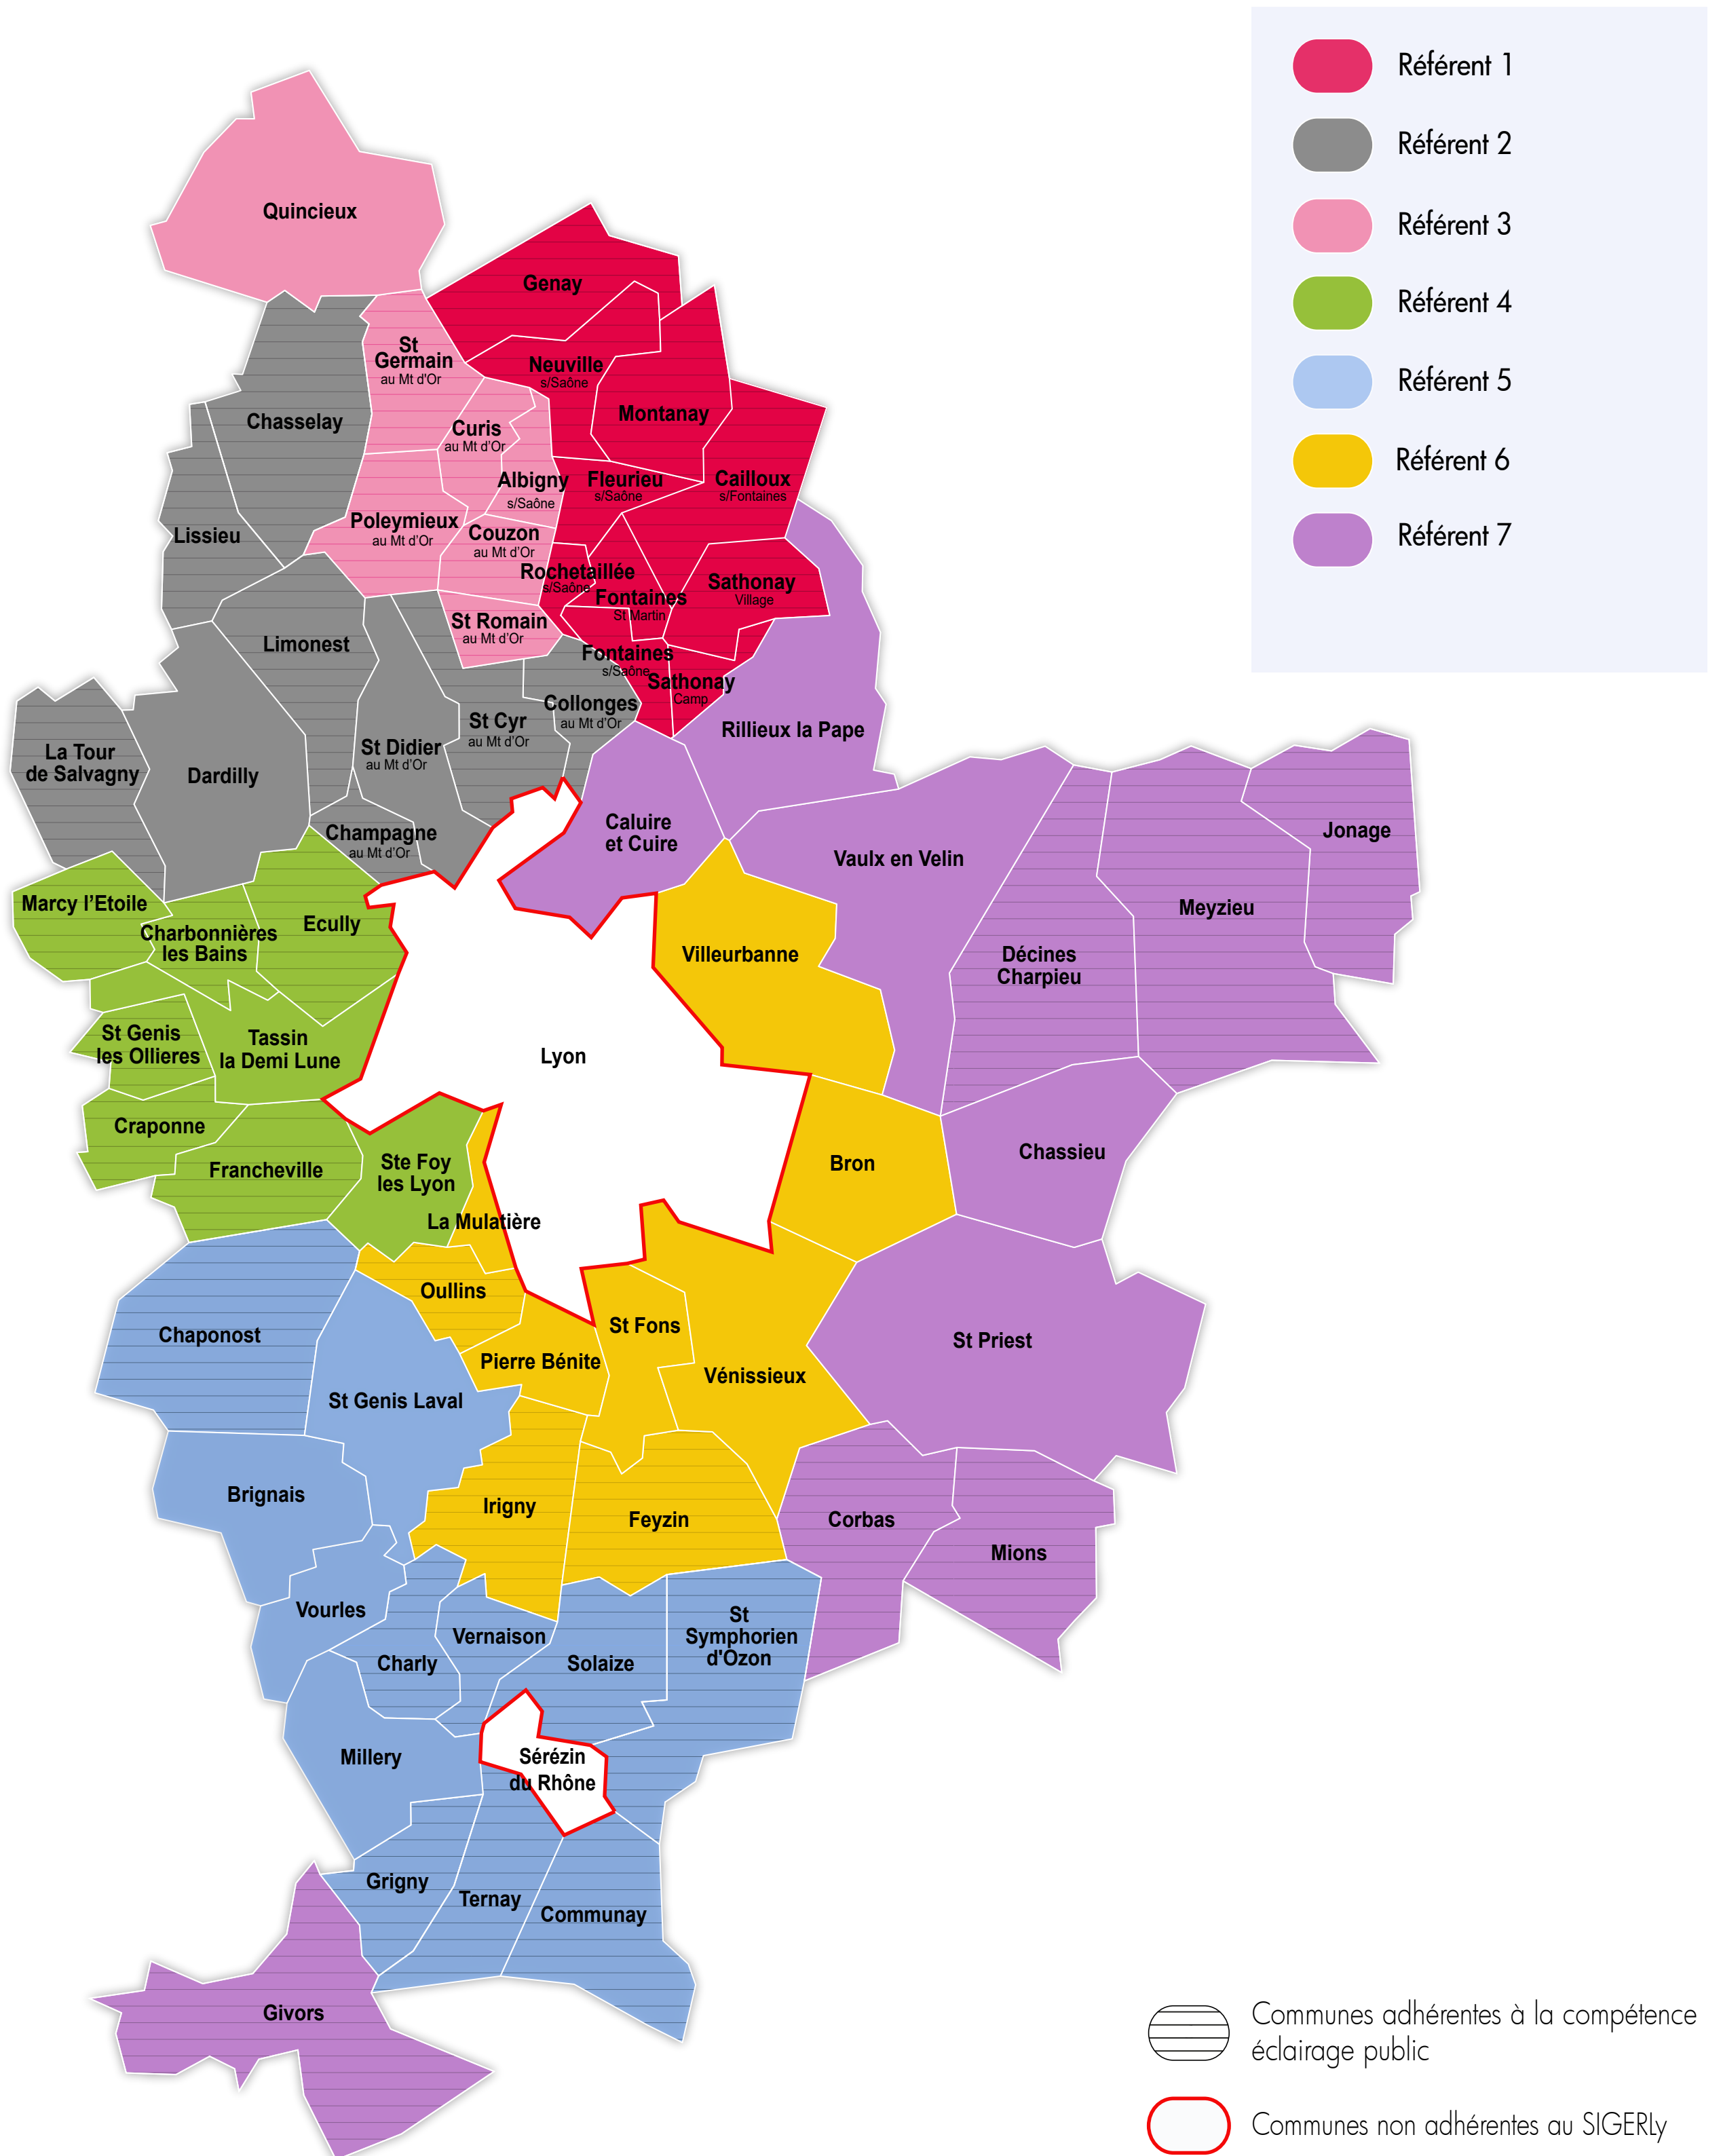 Référent 1
Référent 2
Référent 3
Référent 4
Référent 5
Référent 6
Référent 7
Quincieux
Genay
St
Germain
au Mt d'Or
Neuville
s/Saône
Montanay
Chasselay
Curis
au Mt d'Or
Albigny
s/Saône
Fleurieu
s/Saône
Cailloux
s/Fontaines
Lissieu
Poleymieux
au Mt d'Or
Couzon
au Mt d'Or
Rochetaillée
s/Saône
Fontaines
St Martin
Sathonay
Village
St Romain
au Mt d'Or
Limonest
Fontaines
s/Saône
Sathonay
Camp
Collonges
au Mt d'Or
St Cyr
au Mt d'Or
Rillieux la Pape
La Tour
de Salvagny
Dardilly
St Didier
au Mt d'Or
Champagne
au Mt d'Or
Caluire
et Cuire
Vaulx en Velin
Jonage
Marcy l'Etoile
Charbonnières
les Bains
Ecully
Villeurbanne
Décines
Charpieu
Meyzieu
St Genis
les Ollieres
Tassin
la Demi Lune
Lyon
Craponne
Francheville
Ste Foy
les Lyon
Bron
Chassieu
La Mulatière
Oullins
Chaponost
St Fons
St Priest
Pierre Bénite
Vénissieux
St Genis Laval
Brignais
Irigny
Feyzin
Corbas
Mions
Vourles
Vernaison
Charly
Solaize
St
Symphorien
d'Ozon
Millery
Sérézin
du Rhône
Grigny
Ternay
Communay
Givors
Communes adhérentes à la compétence
éclairage public
Communes non adhérentes au SIGERLy